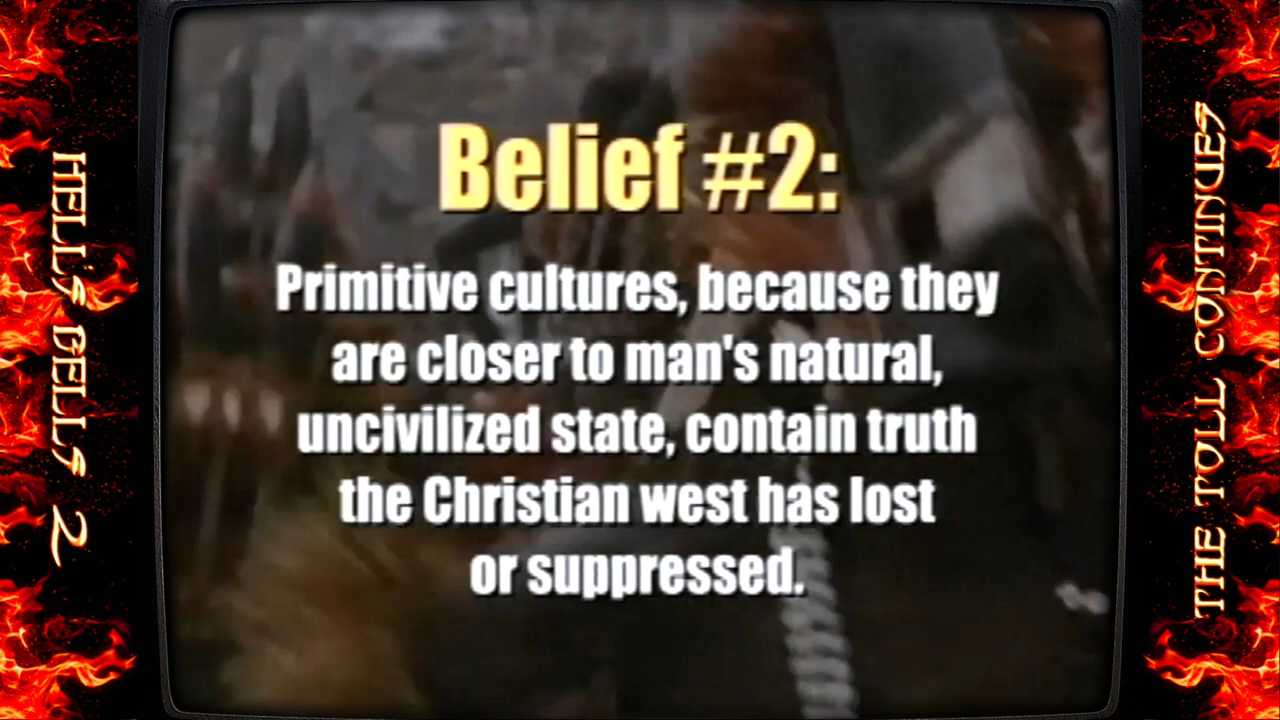 HELL'S BELLS 2
Belief #2:
Primitive cultures, because they
are closer to man's natural,
uncivilized state, contain truth
the Christian west has lost
or suppressed.
THE TOLL CONTINUES